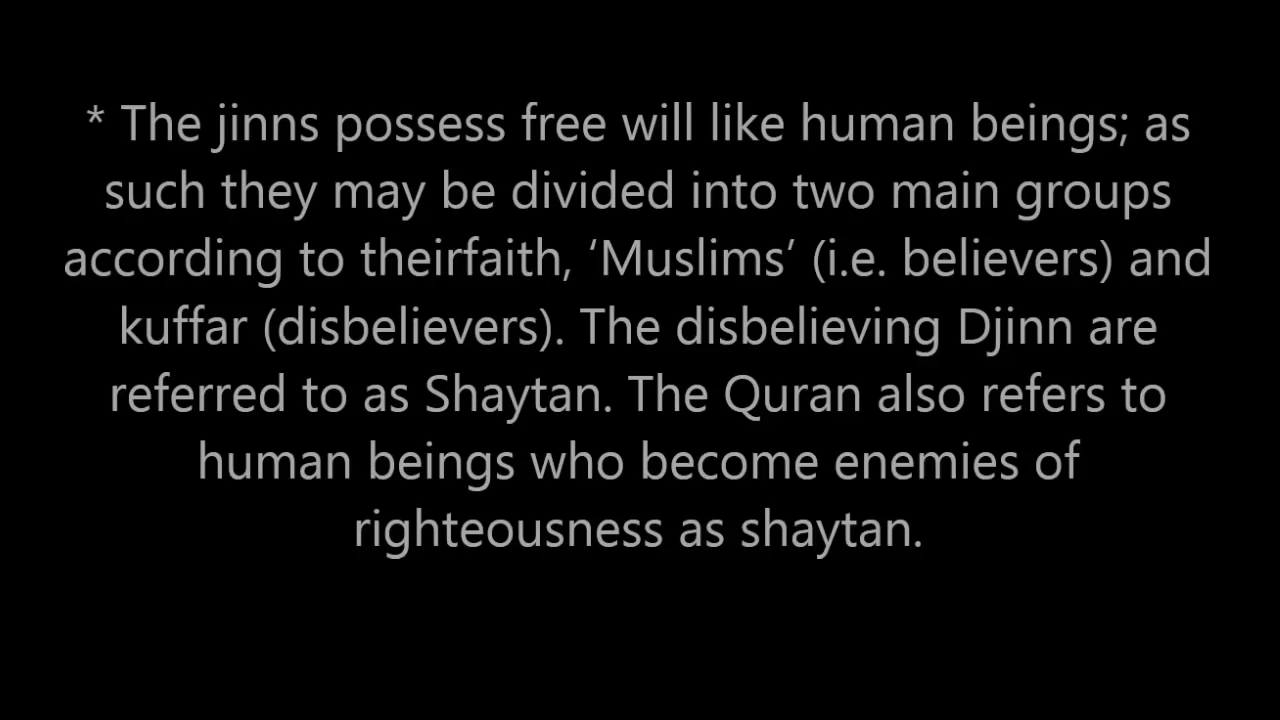 * The jinns possess free will like human beings; as
such they may be divided into two main groups
according to theirfaith, ‘Muslims’ (i.e. believers) and
kuffar (disbelievers). The disbelieving Djinn are
referred to as Shaytan. The Quran also refers to
human beings who become enemies of
righteousness as shaytan.